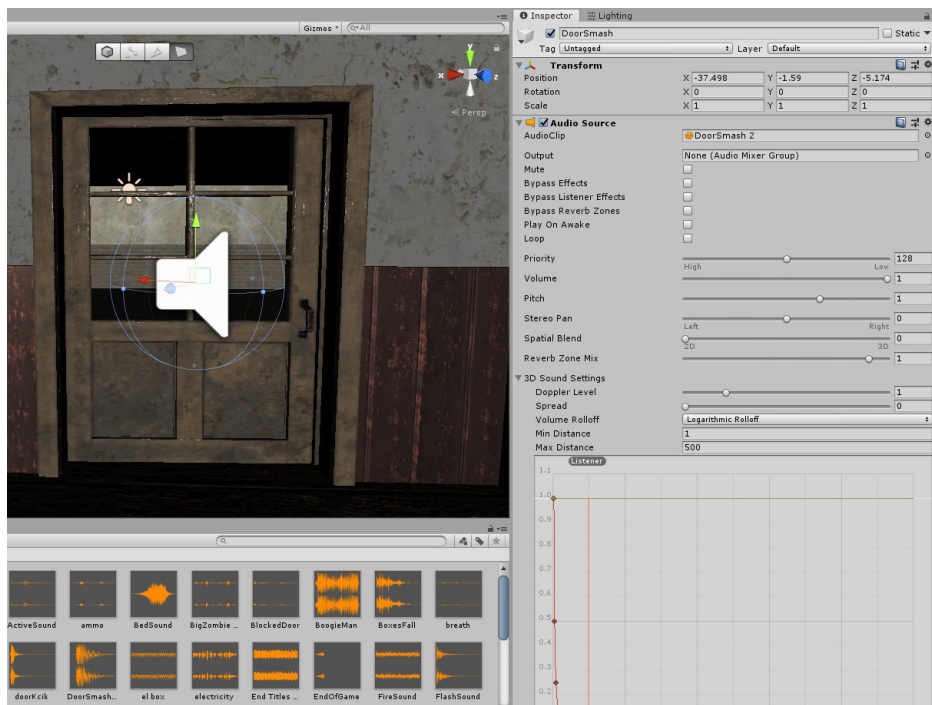 Inspector Lighting
Gizmos All
DoorSmash Static
Tag Untagged Layer Default
Transform
Position X -37.498 Y -1.59 Z -5.174
Rotation X 0 Y 0 Z 0
Scale X 1 Y 1 Z 1
y
x z
Persp
Audio Source
AudioClip DoorSmash 2
Output None (Audio Mixer Group)
Mute
Bypass Effects
Bypass Listener Effects
Bypass Reverb Zones
Play On Awake
Loop
Priority 128
High Low
Volume 1
Pitch 1
Stereo Pan 0
Left Right
Spatial Blend 0
2D 3D
Reverb Zone Mix 1
3D Sound Settings
Doppler Level 1
Spread 0
Volume Rolloff Logarithmic Rolloff
Min Distance 1
Max Distance 500
Listener
1.1
1.0
0.9
0.8
0.7
0.6
0.5
0.4
0.3
0.2
ActiveSound ammo BedSound BigZombie ... BlockedDoor BoogieMan BoxesFall breath
doorKcik DoorSmash... el box electricity End Titles ... EndOfGame FireSound FlashSound